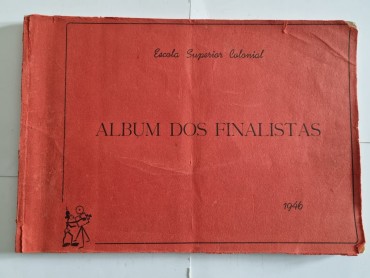 Escola Superior Colonial
ALBUM DOS FINALISTAS
1946